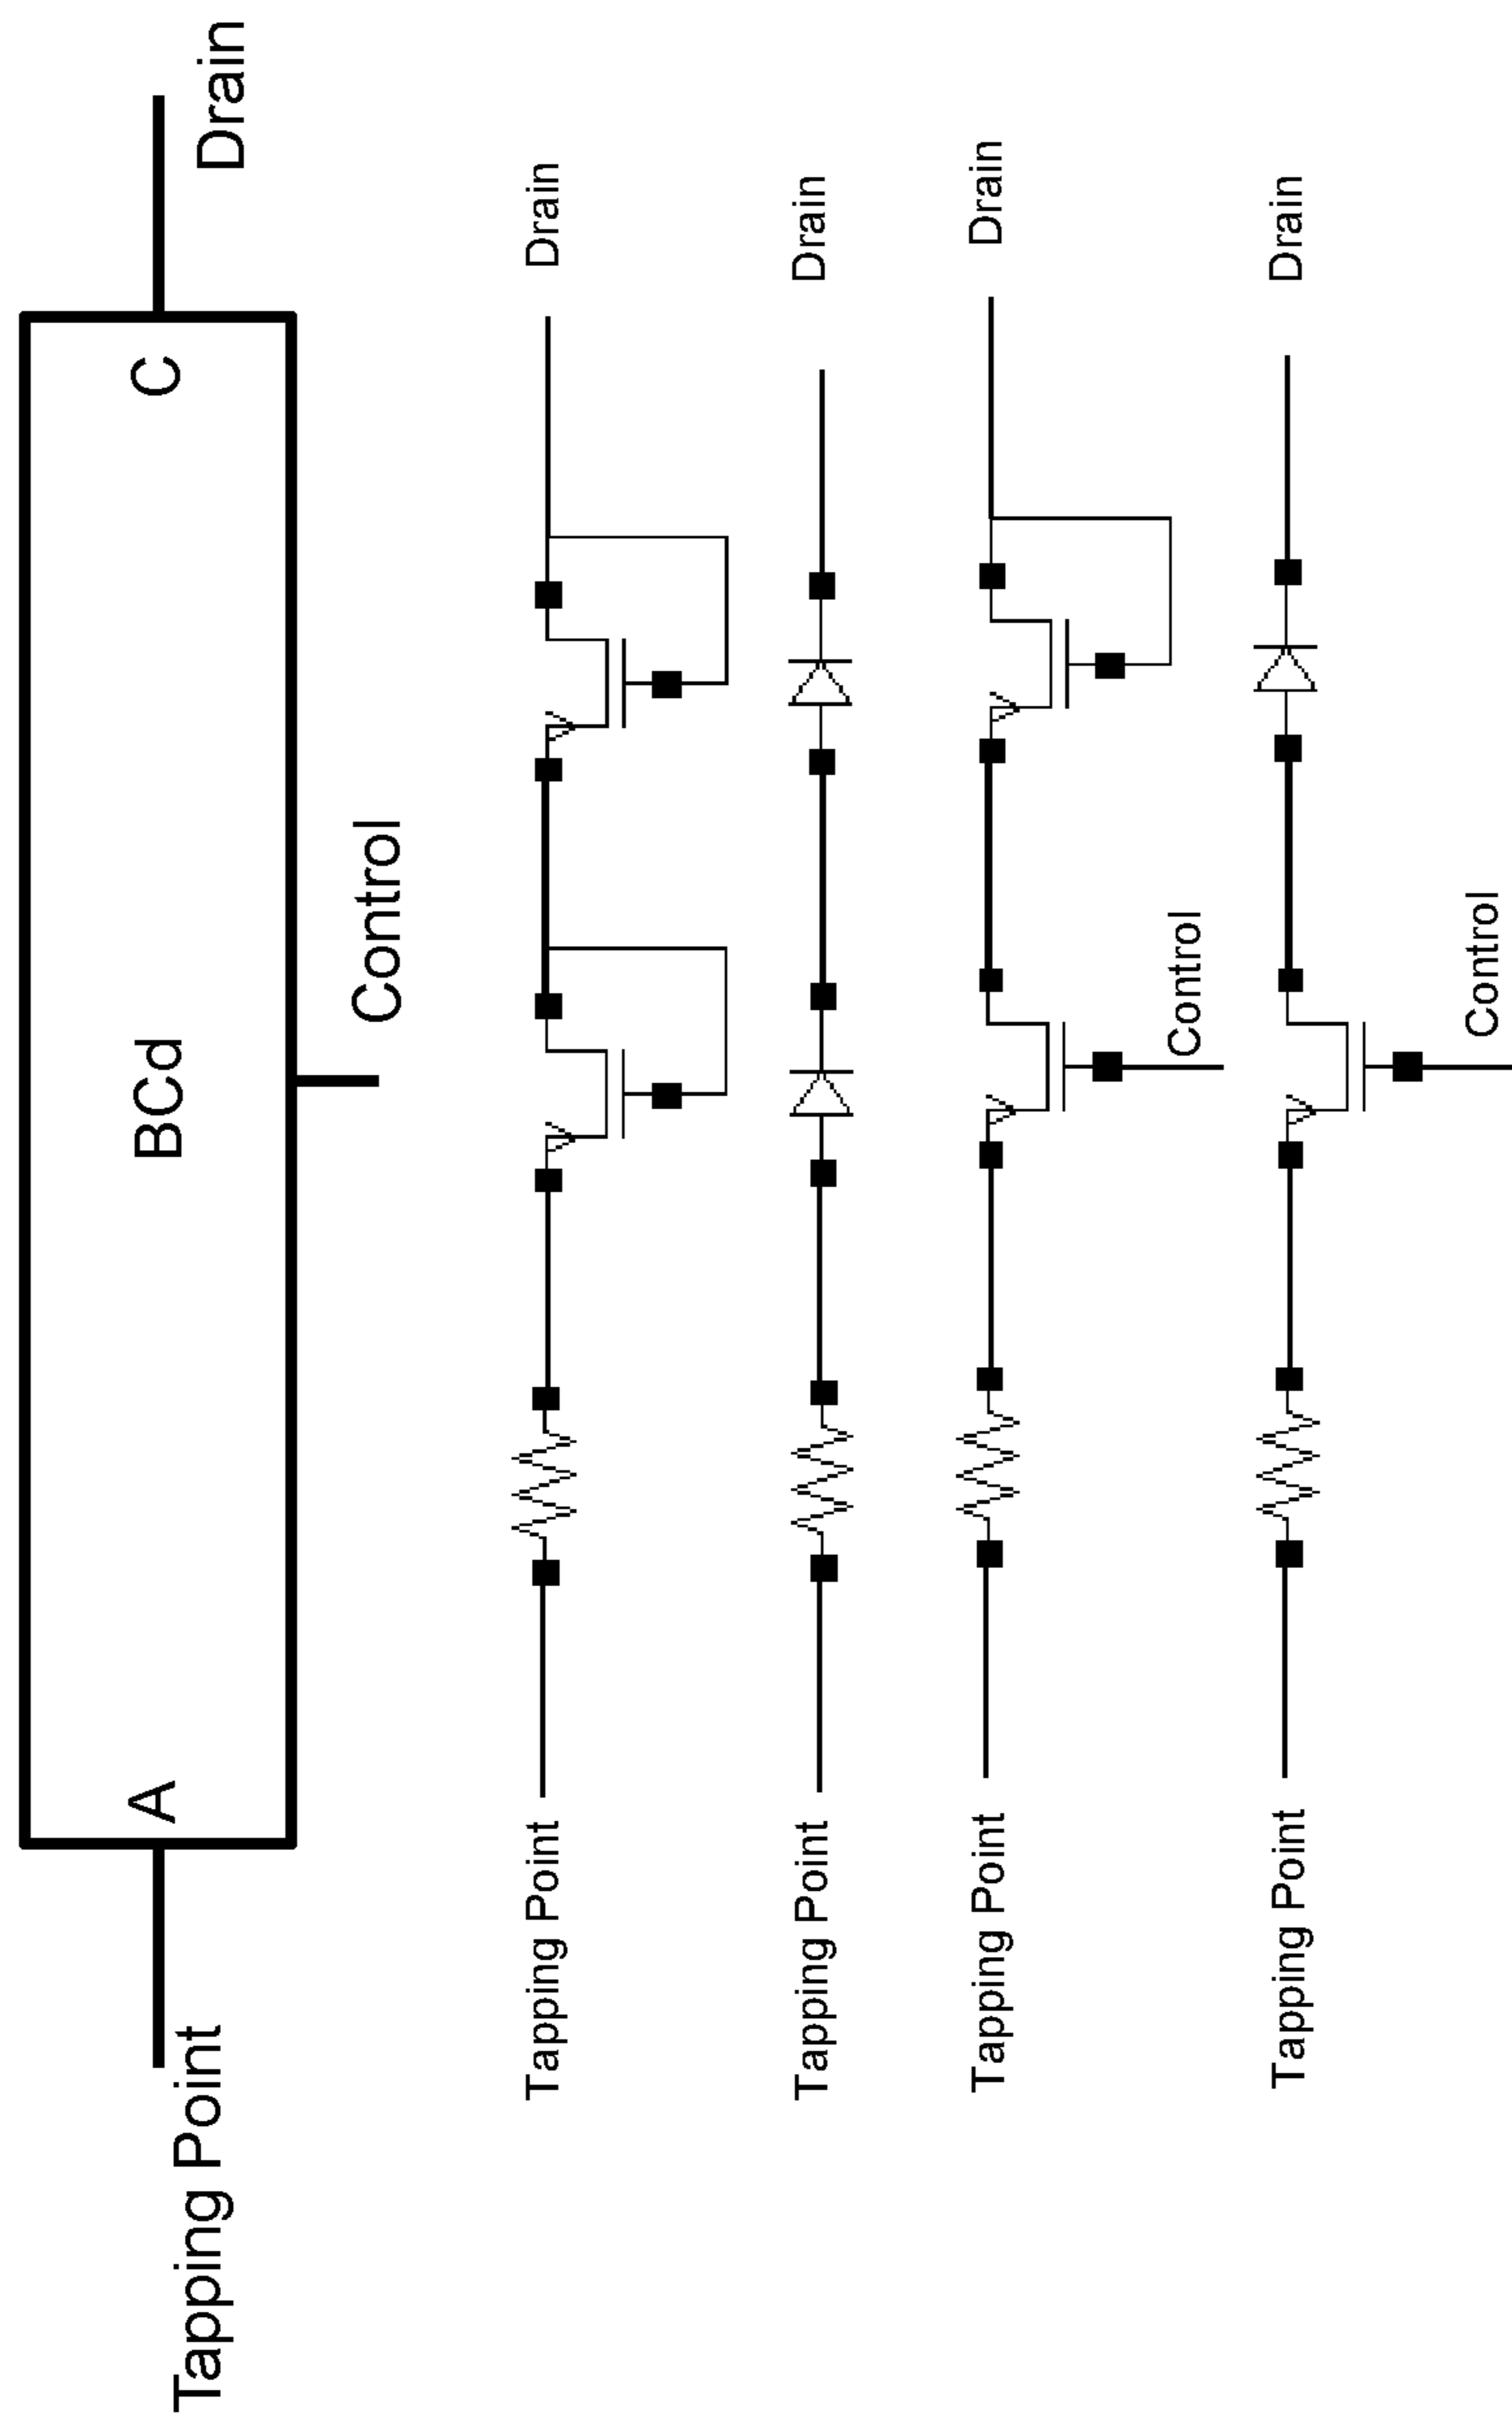 Tapping Point
A
BCd
C
Drain
Control
Tapping Point
Drain
Tapping Point
Drain
Tapping Point
Control
Drain
Tapping Point
Control
Drain